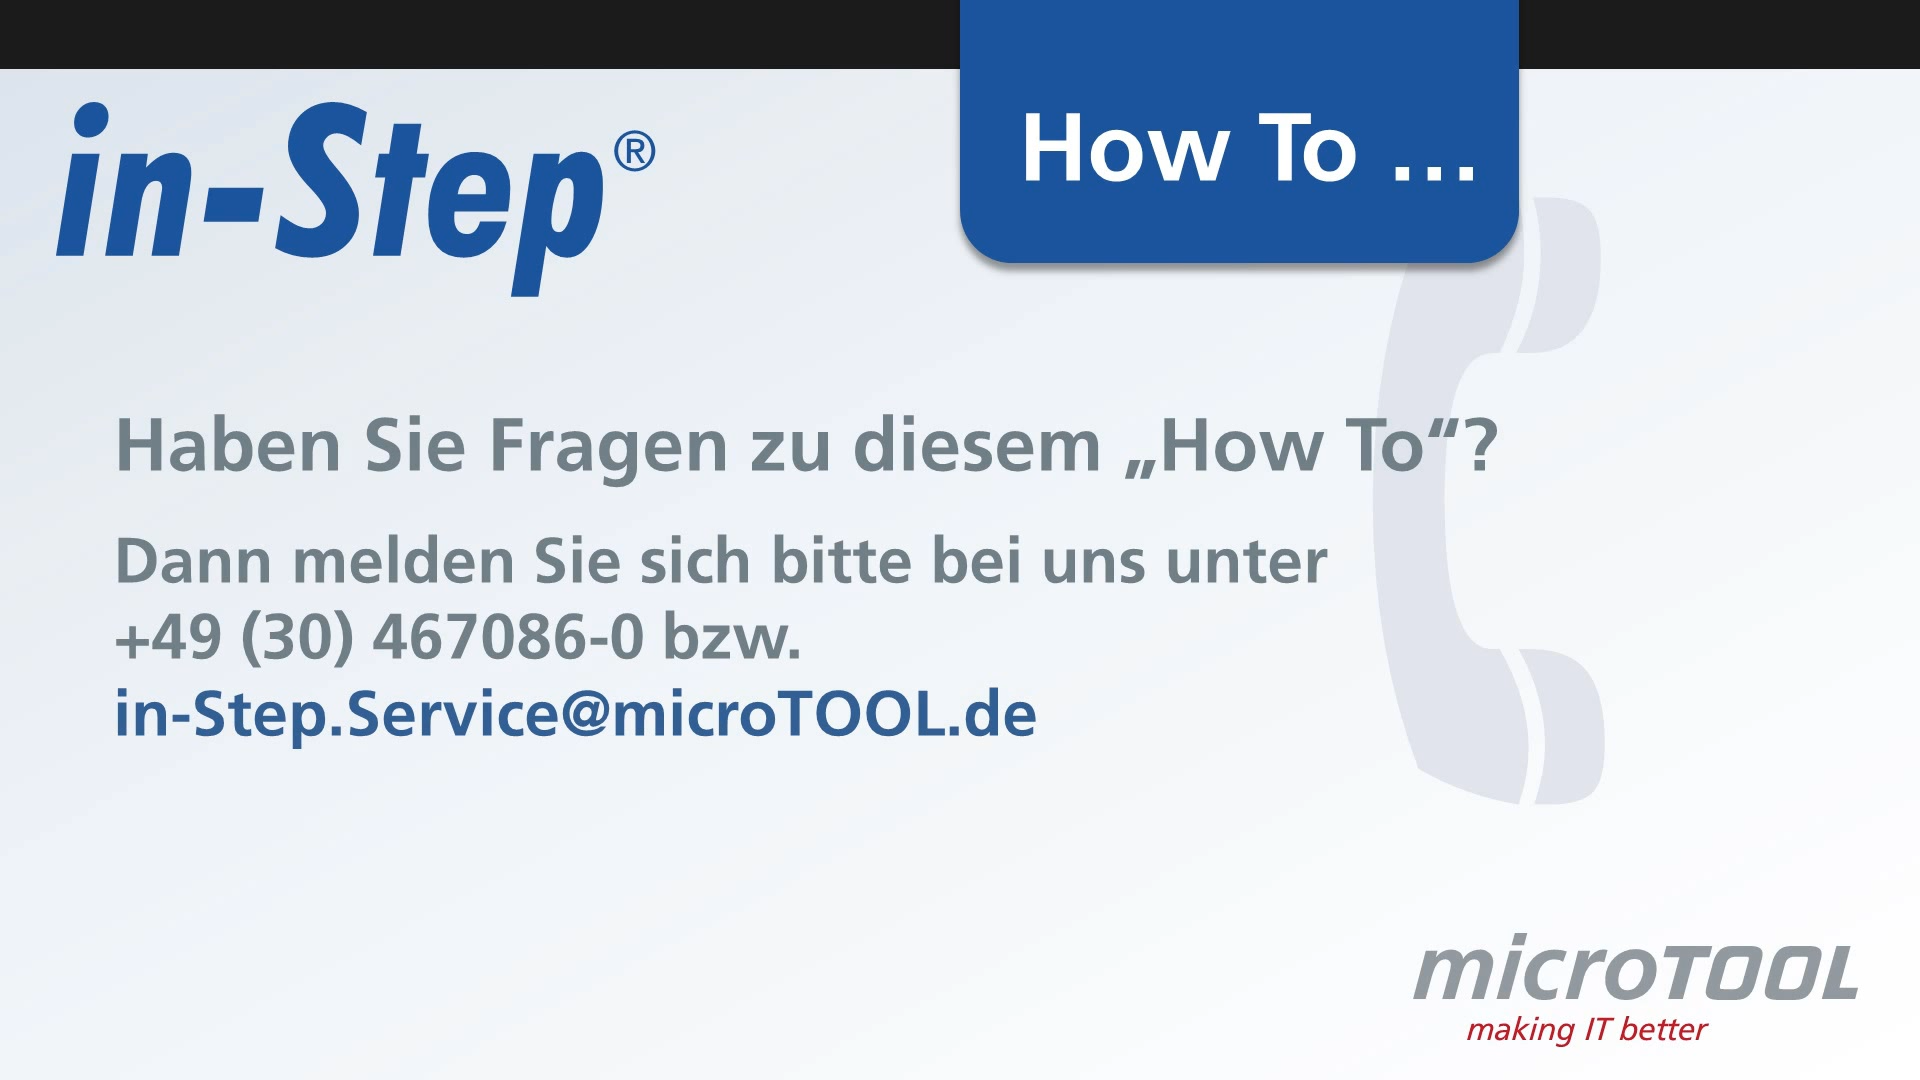 in-Step®
How To ...
Haben Sie Fragen zu diesem „How To“?
Dann melden Sie sich bitte bei uns unter
+49 (30) 467086-0 bzw.
in-Step.Service@microTOOL.de
microTOOL
making IT better